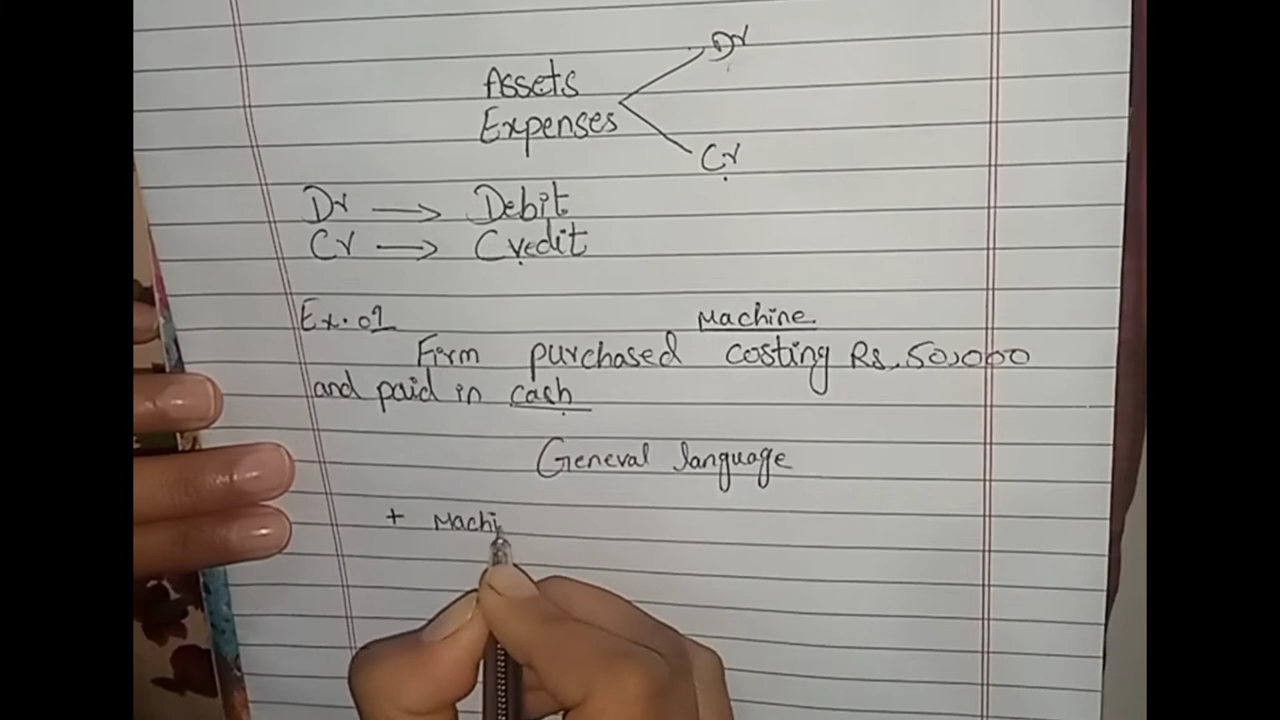 Dr
Assets
Expenses
Cr
Dr → Debit
Cr → Credit
Ex. 01
Machine
Firm purchased costing Rs. 50,000
and paid in cash
General language
+ Machi